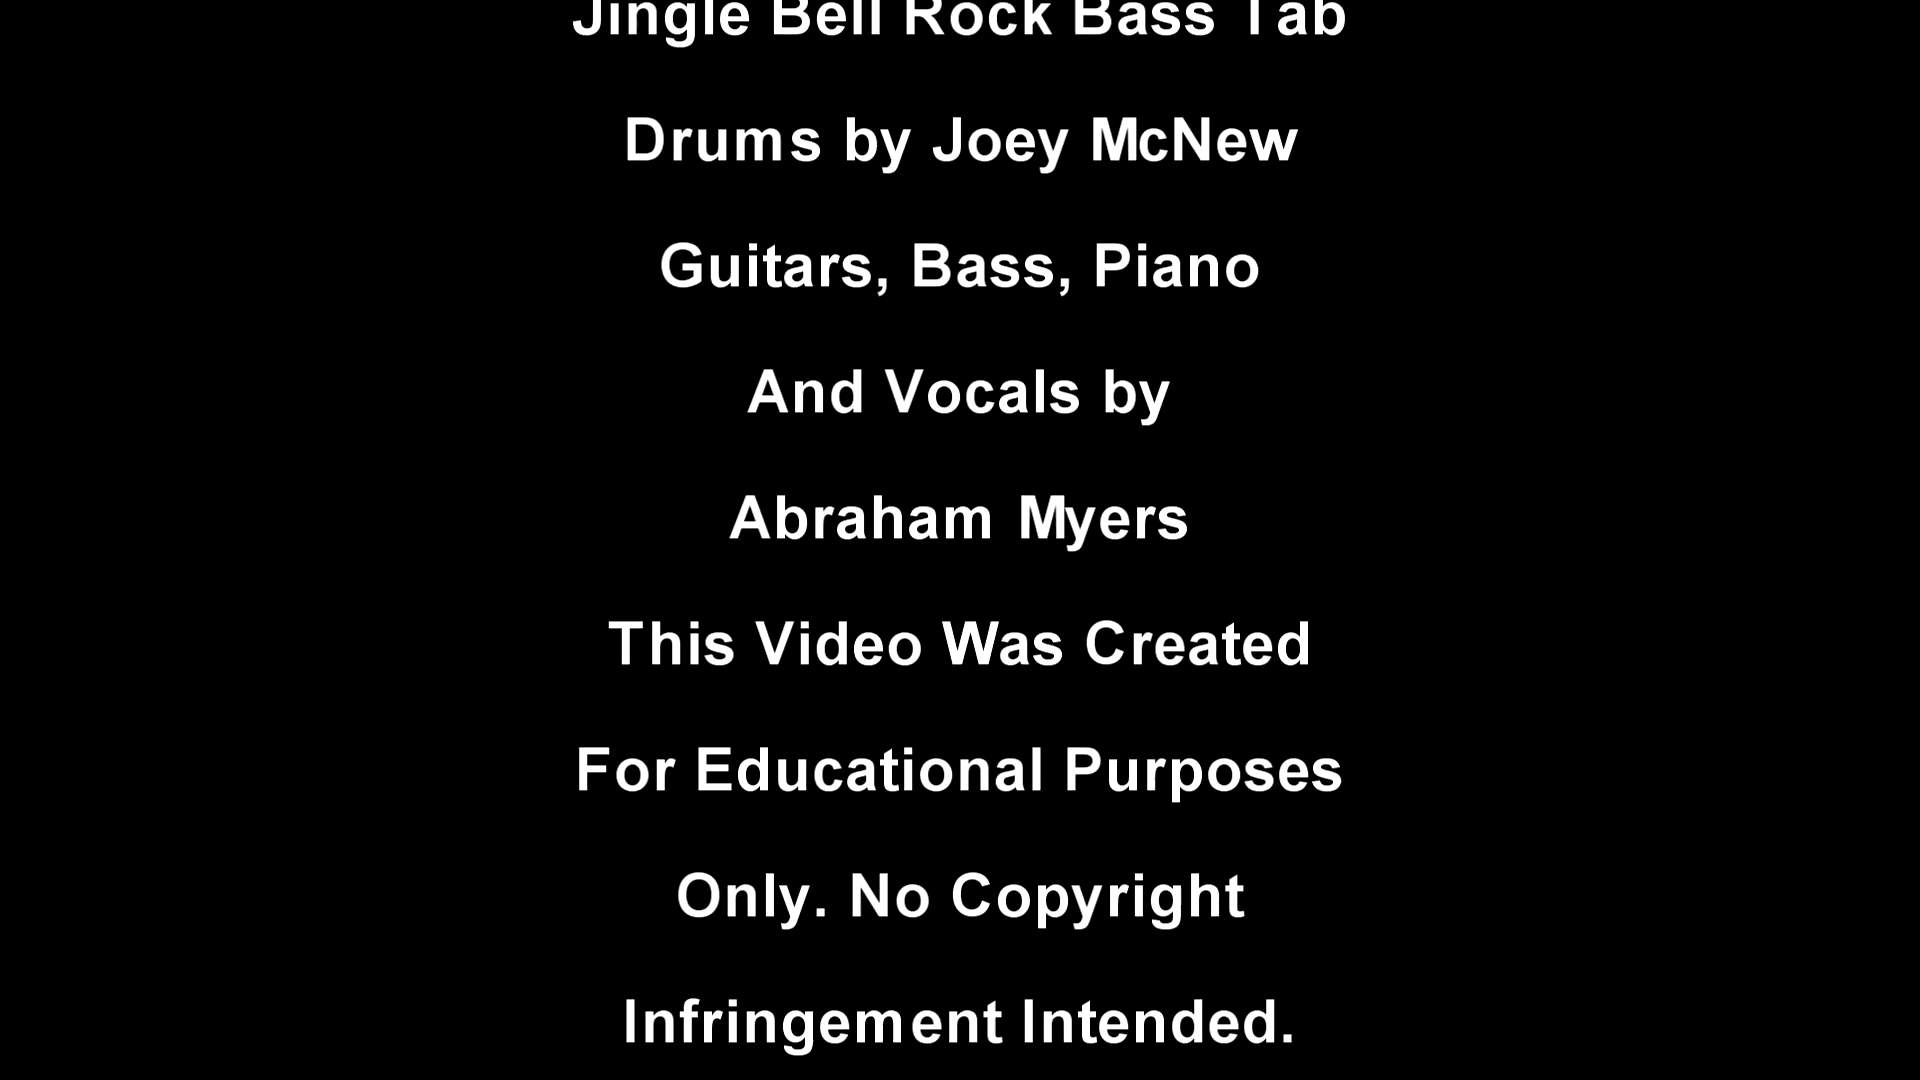 Jingle Bell Rock Bass Tab
Drums by Joey McNew
Guitars, Bass, Piano
And Vocals by
Abraham Myers
This Video Was Created
For Educational Purposes
Only. No Copyright
Infringement Intended.